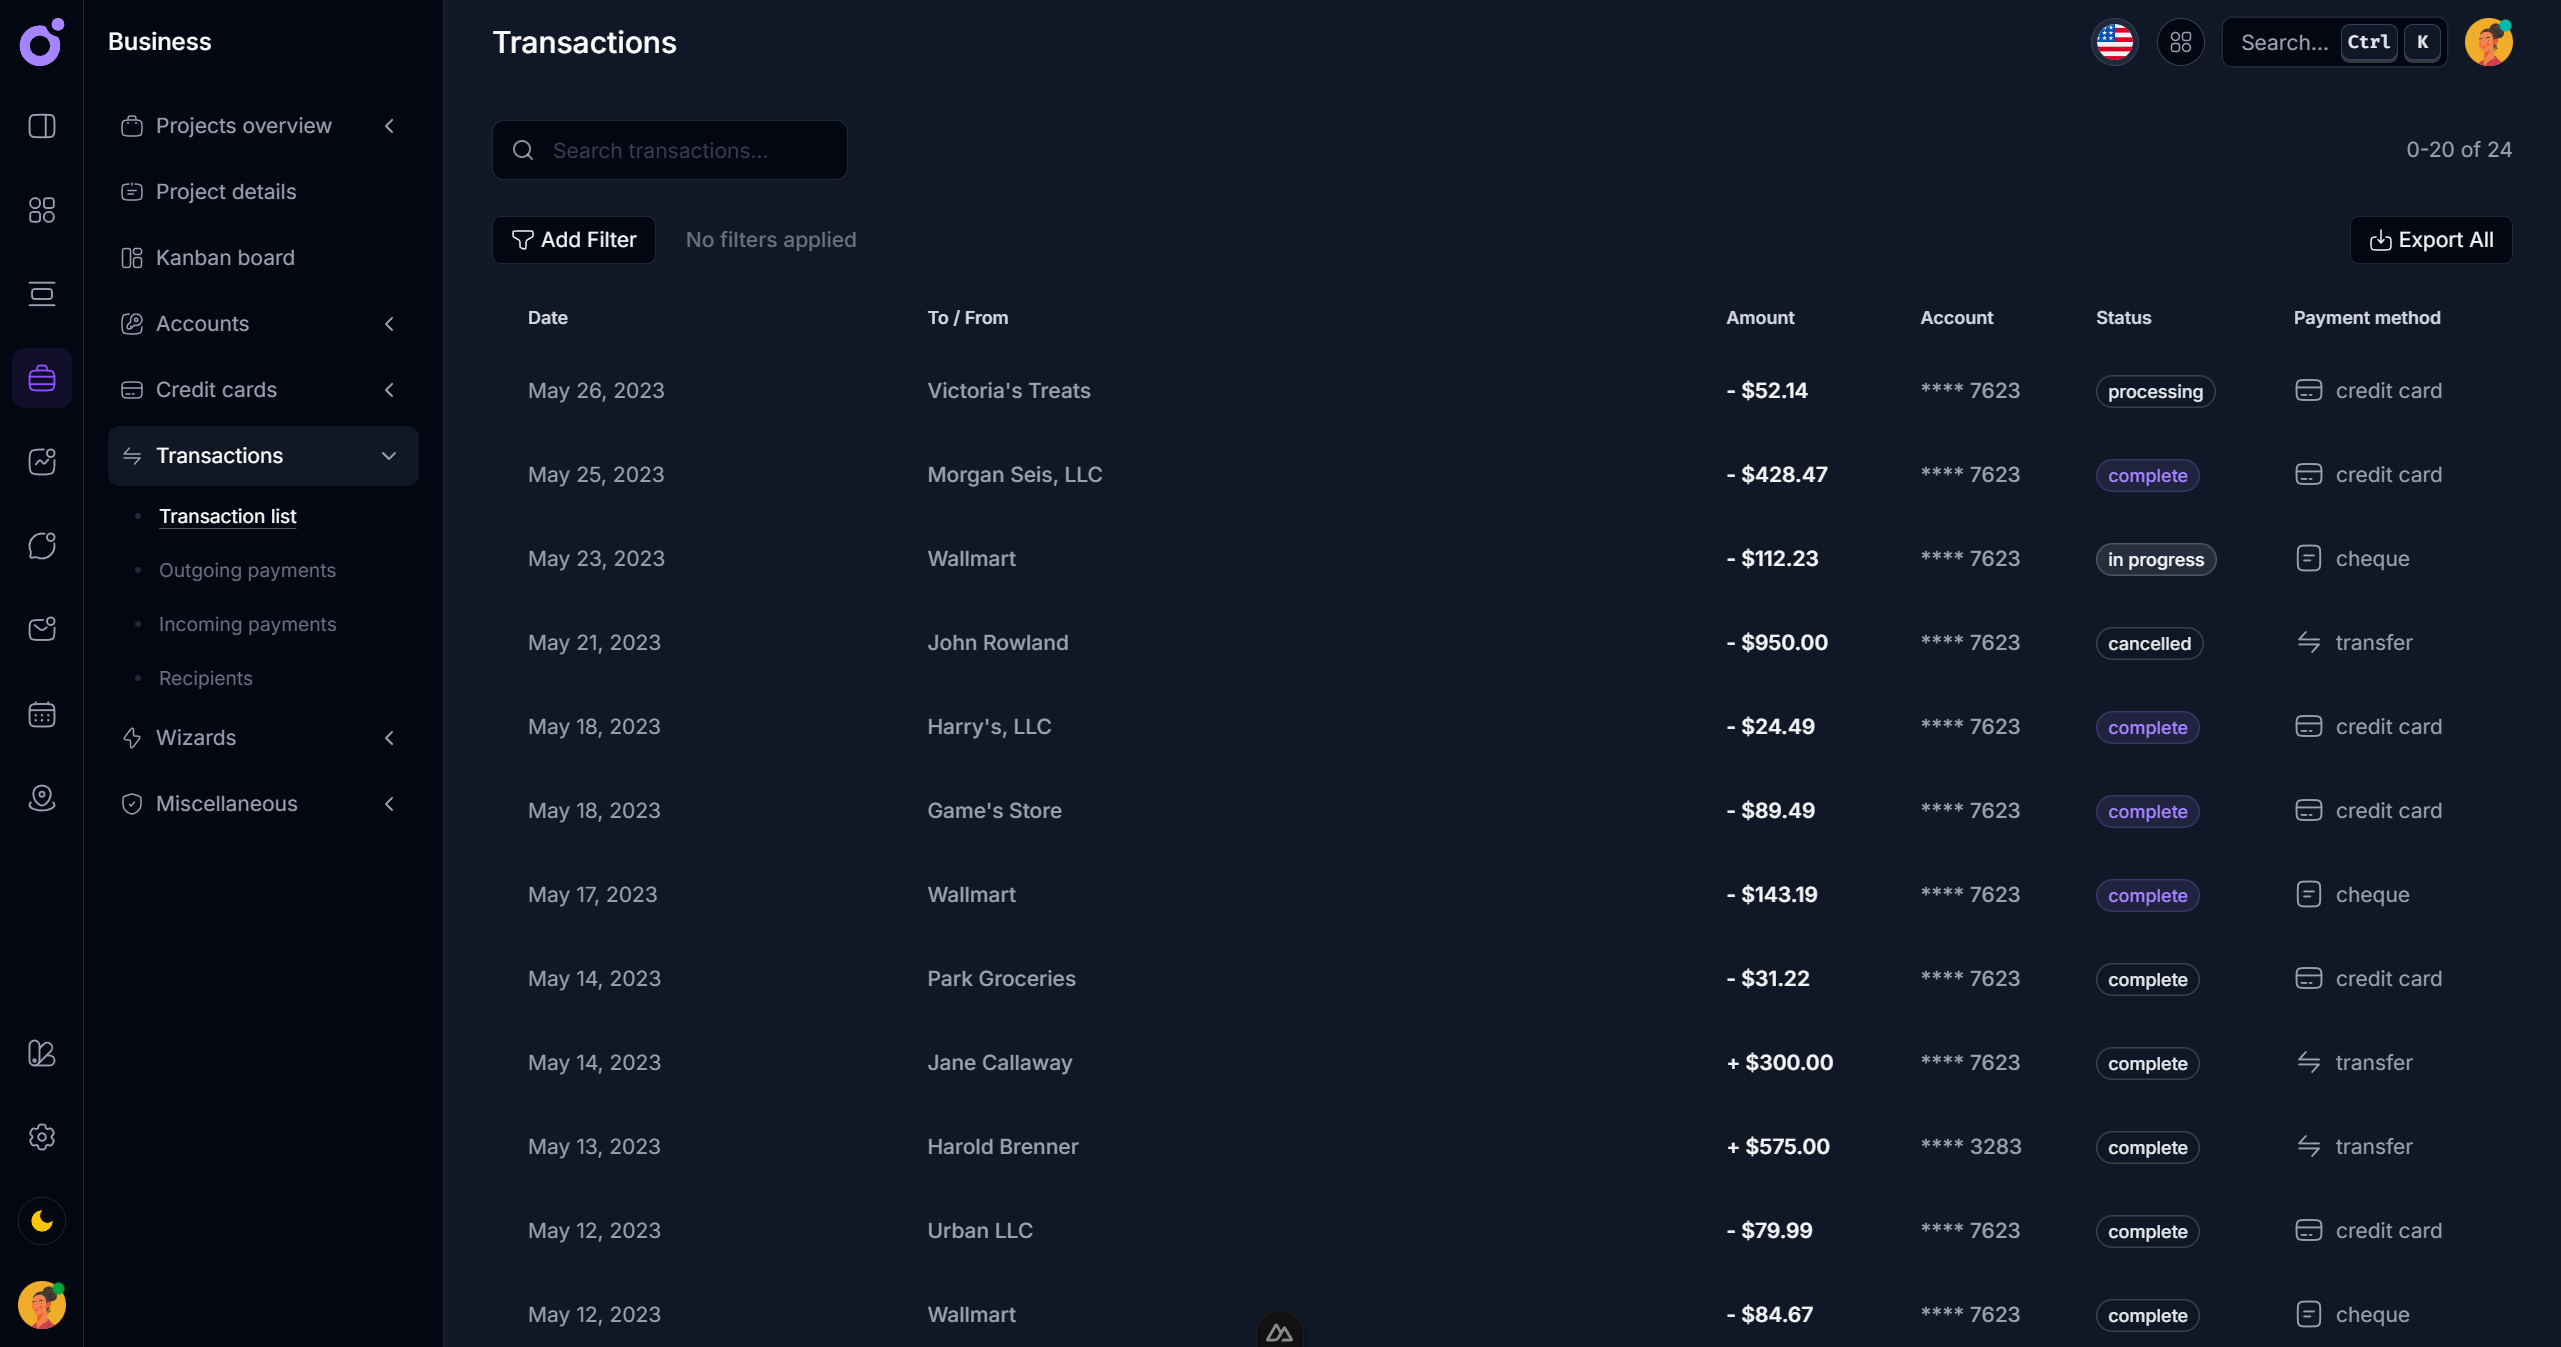 Business
Projects overview
Project details
Kanban board
Accounts
Credit cards
Transactions
Transaction list
Outgoing payments
Incoming payments
Recipients
Wizards
Miscellaneous
Transactions
Search... Ctrl K
Search transactions...
0-20 of 24
Add Filter No filters applied Export All
Date To / From Amount Account Status Payment method
May 26, 2023 Victoria's Treats - $52.14 **** 7623 processing credit card
May 25, 2023 Morgan Seis, LLC - $428.47 **** 7623 complete credit card
May 23, 2023 Wallmart - $112.23 **** 7623 in progress cheque
May 21, 2023 John Rowland - $950.00 **** 7623 cancelled transfer
May 18, 2023 Harry's, LLC - $24.49 **** 7623 complete credit card
May 18, 2023 Game's Store - $89.49 **** 7623 complete credit card
May 17, 2023 Wallmart - $143.19 **** 7623 complete cheque
May 14, 2023 Park Groceries - $31.22 **** 7623 complete credit card
May 14, 2023 Jane Callaway + $300.00 **** 7623 complete transfer
May 13, 2023 Harold Brenner + $575.00 **** 3283 complete transfer
May 12, 2023 Urban LLC - $79.99 **** 7623 complete credit card
May 12, 2023 Wallmart - $84.67 **** 7623 complete cheque